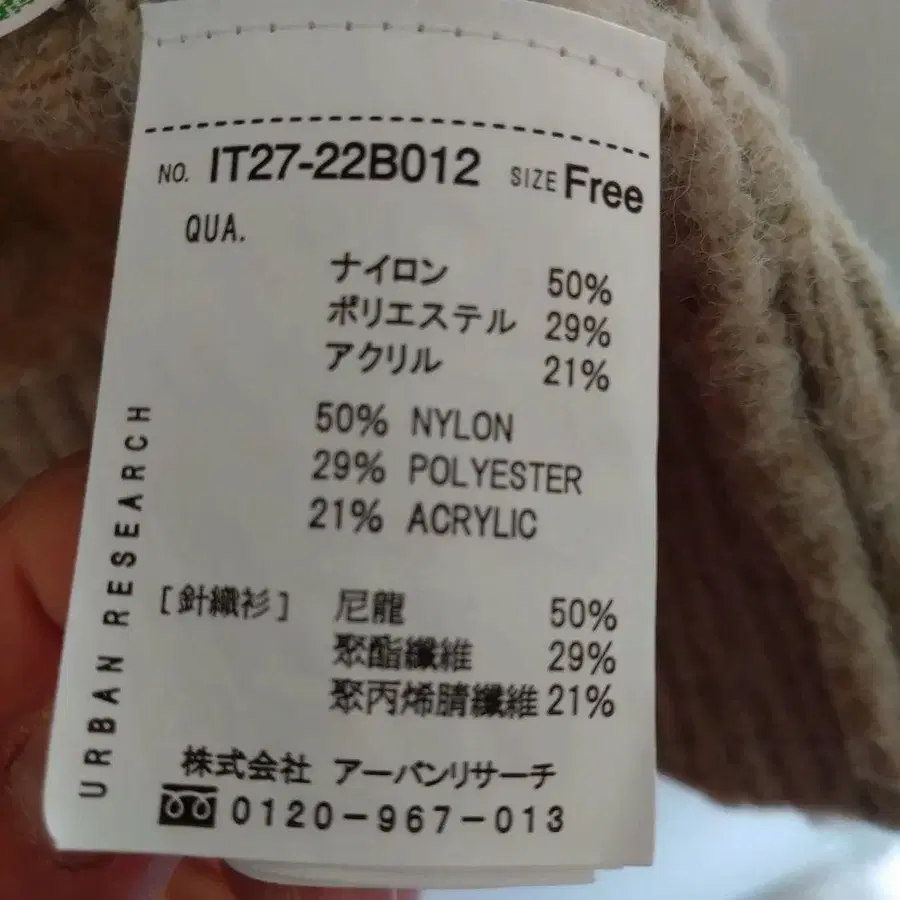 NO. IT27-22B012 SIZE Free
QUA.
ナイロン 50%
ポリエステル 29%
アクリル 21%
50% NYLON
29% POLYESTER
21% ACRYLIC
[針織衫] 尼龍 50%
聚酯纖維 29%
聚丙烯腈纖維 21%
株式会社 アーバンリサーチ
0120-967-013
URBAN RESEARCH